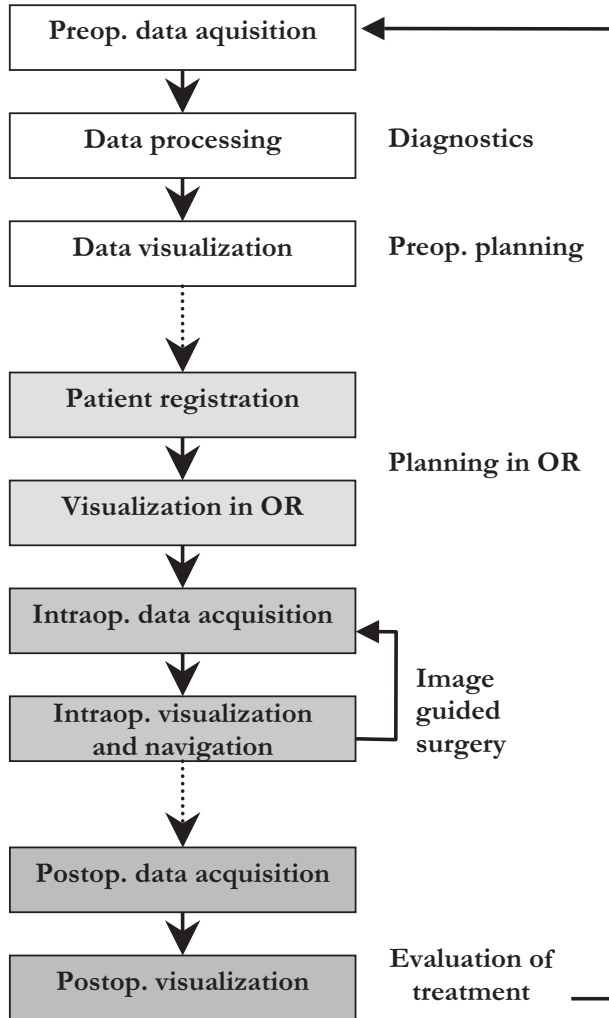 Preop. data aquisition
Data processing
Diagnostics
Data visualization
Preop. planning
Patient registration
Planning in OR
Visualization in OR
Intraop. data acquisition
Image
guided
surgery
Intraop. visualization
and navigation
Postop. data acquisition
Postop. visualization
Evaluation of
treatment